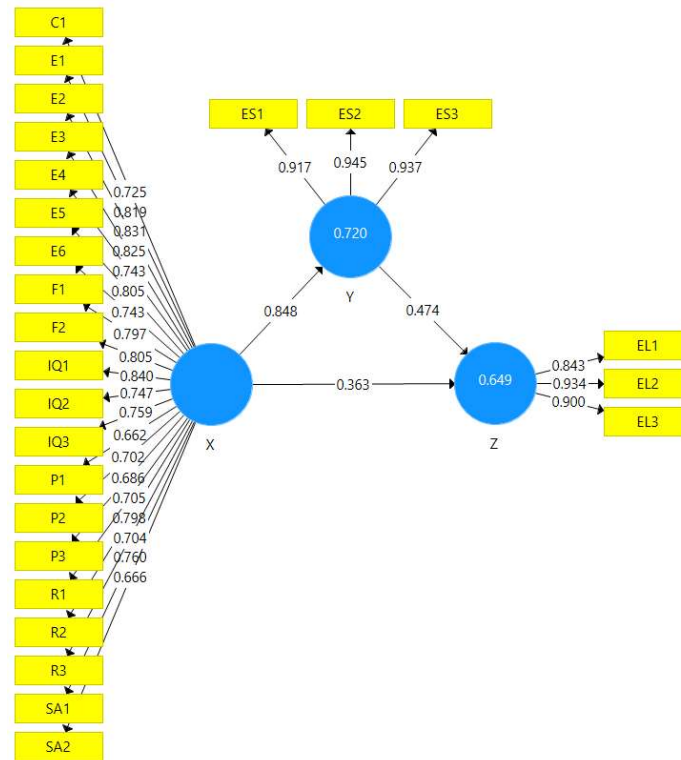 C1
E1
E2
E3
E4
E5
E6
F1
F2
IQ1
IQ2
IQ3
P1
P2
P3
R1
R2
R3
SA1
SA2
0.725
0.819
0.831
0.825
0.743
0.805
0.743
0.797
0.805
0.840
0.747
0.759
0.662
0.702
0.686
0.705
0.798
0.704
0.760
0.666
X
ES1 ES2 ES3
0.917 0.945 0.937
0.720
Y
0.848 0.474
0.363
0.649
Z
0.843
0.934
0.900
EL1
EL2
EL3